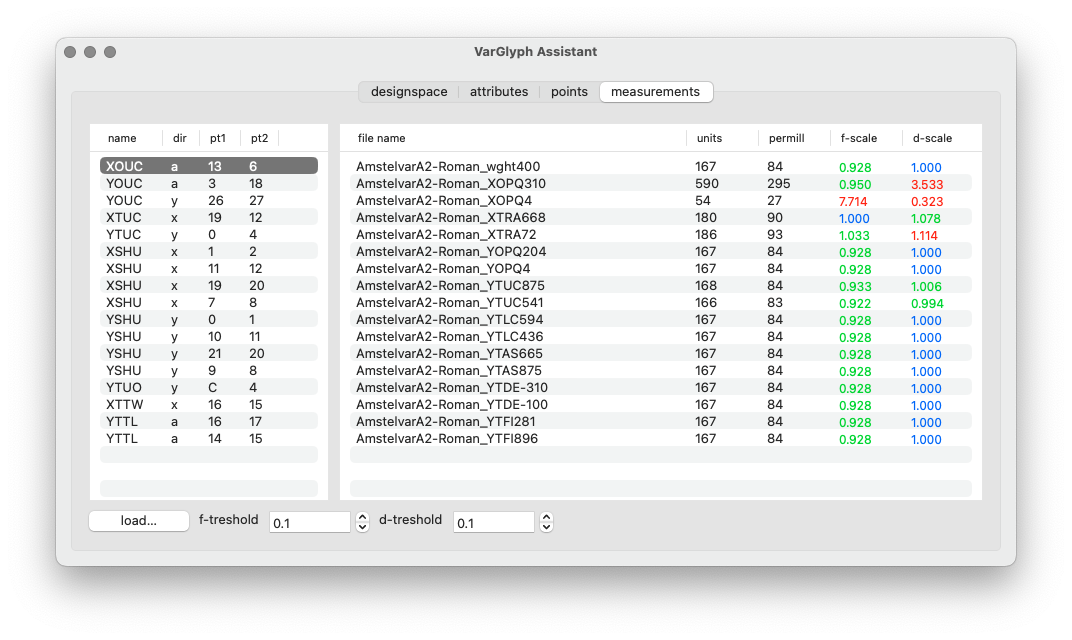 VarGlyph Assistant
designspace attributes points measurements
name dir pt1 pt2
XOUC a 13 6
YOUC a 3 18
YOUC y 26 27
XTUC x 19 12
YTUC y 0 4
XSHU x 1 2
XSHU x 11 12
XSHU x 19 20
XSHU x 7 8
YSHU y 0 1
YSHU y 10 11
YSHU y 21 20
YSHU y 9 8
YTUO y C 4
XTTW x 16 15
YTTL a 16 17
YTTL a 14 15
file name units permill f-scale d-scale
AmstelvarA2-Roman_wght400 167 84 0.928 1.000
AmstelvarA2-Roman_XOPQ310 590 295 0.950 3.533
AmstelvarA2-Roman_XOPQ4 54 27 7.714 0.323
AmstelvarA2-Roman_XTRA668 180 90 1.000 1.078
AmstelvarA2-Roman_XTRA72 186 93 1.033 1.114
AmstelvarA2-Roman_YOPQ204 167 84 0.928 1.000
AmstelvarA2-Roman_YOPQ4 167 84 0.928 1.000
AmstelvarA2-Roman_YTUC875 168 84 0.933 1.006
AmstelvarA2-Roman_YTUC541 166 83 0.922 0.994
AmstelvarA2-Roman_YTLC594 167 84 0.928 1.000
AmstelvarA2-Roman_YTLC436 167 84 0.928 1.000
AmstelvarA2-Roman_YTAS665 167 84 0.928 1.000
AmstelvarA2-Roman_YTAS875 167 84 0.928 1.000
AmstelvarA2-Roman_YTDE-310 167 84 0.928 1.000
AmstelvarA2-Roman_YTDE-100 167 84 0.928 1.000
AmstelvarA2-Roman_YTFI281 167 84 0.928 1.000
AmstelvarA2-Roman_YTFI896 167 84 0.928 1.000
load... f-treshold 0.1 d-treshold 0.1